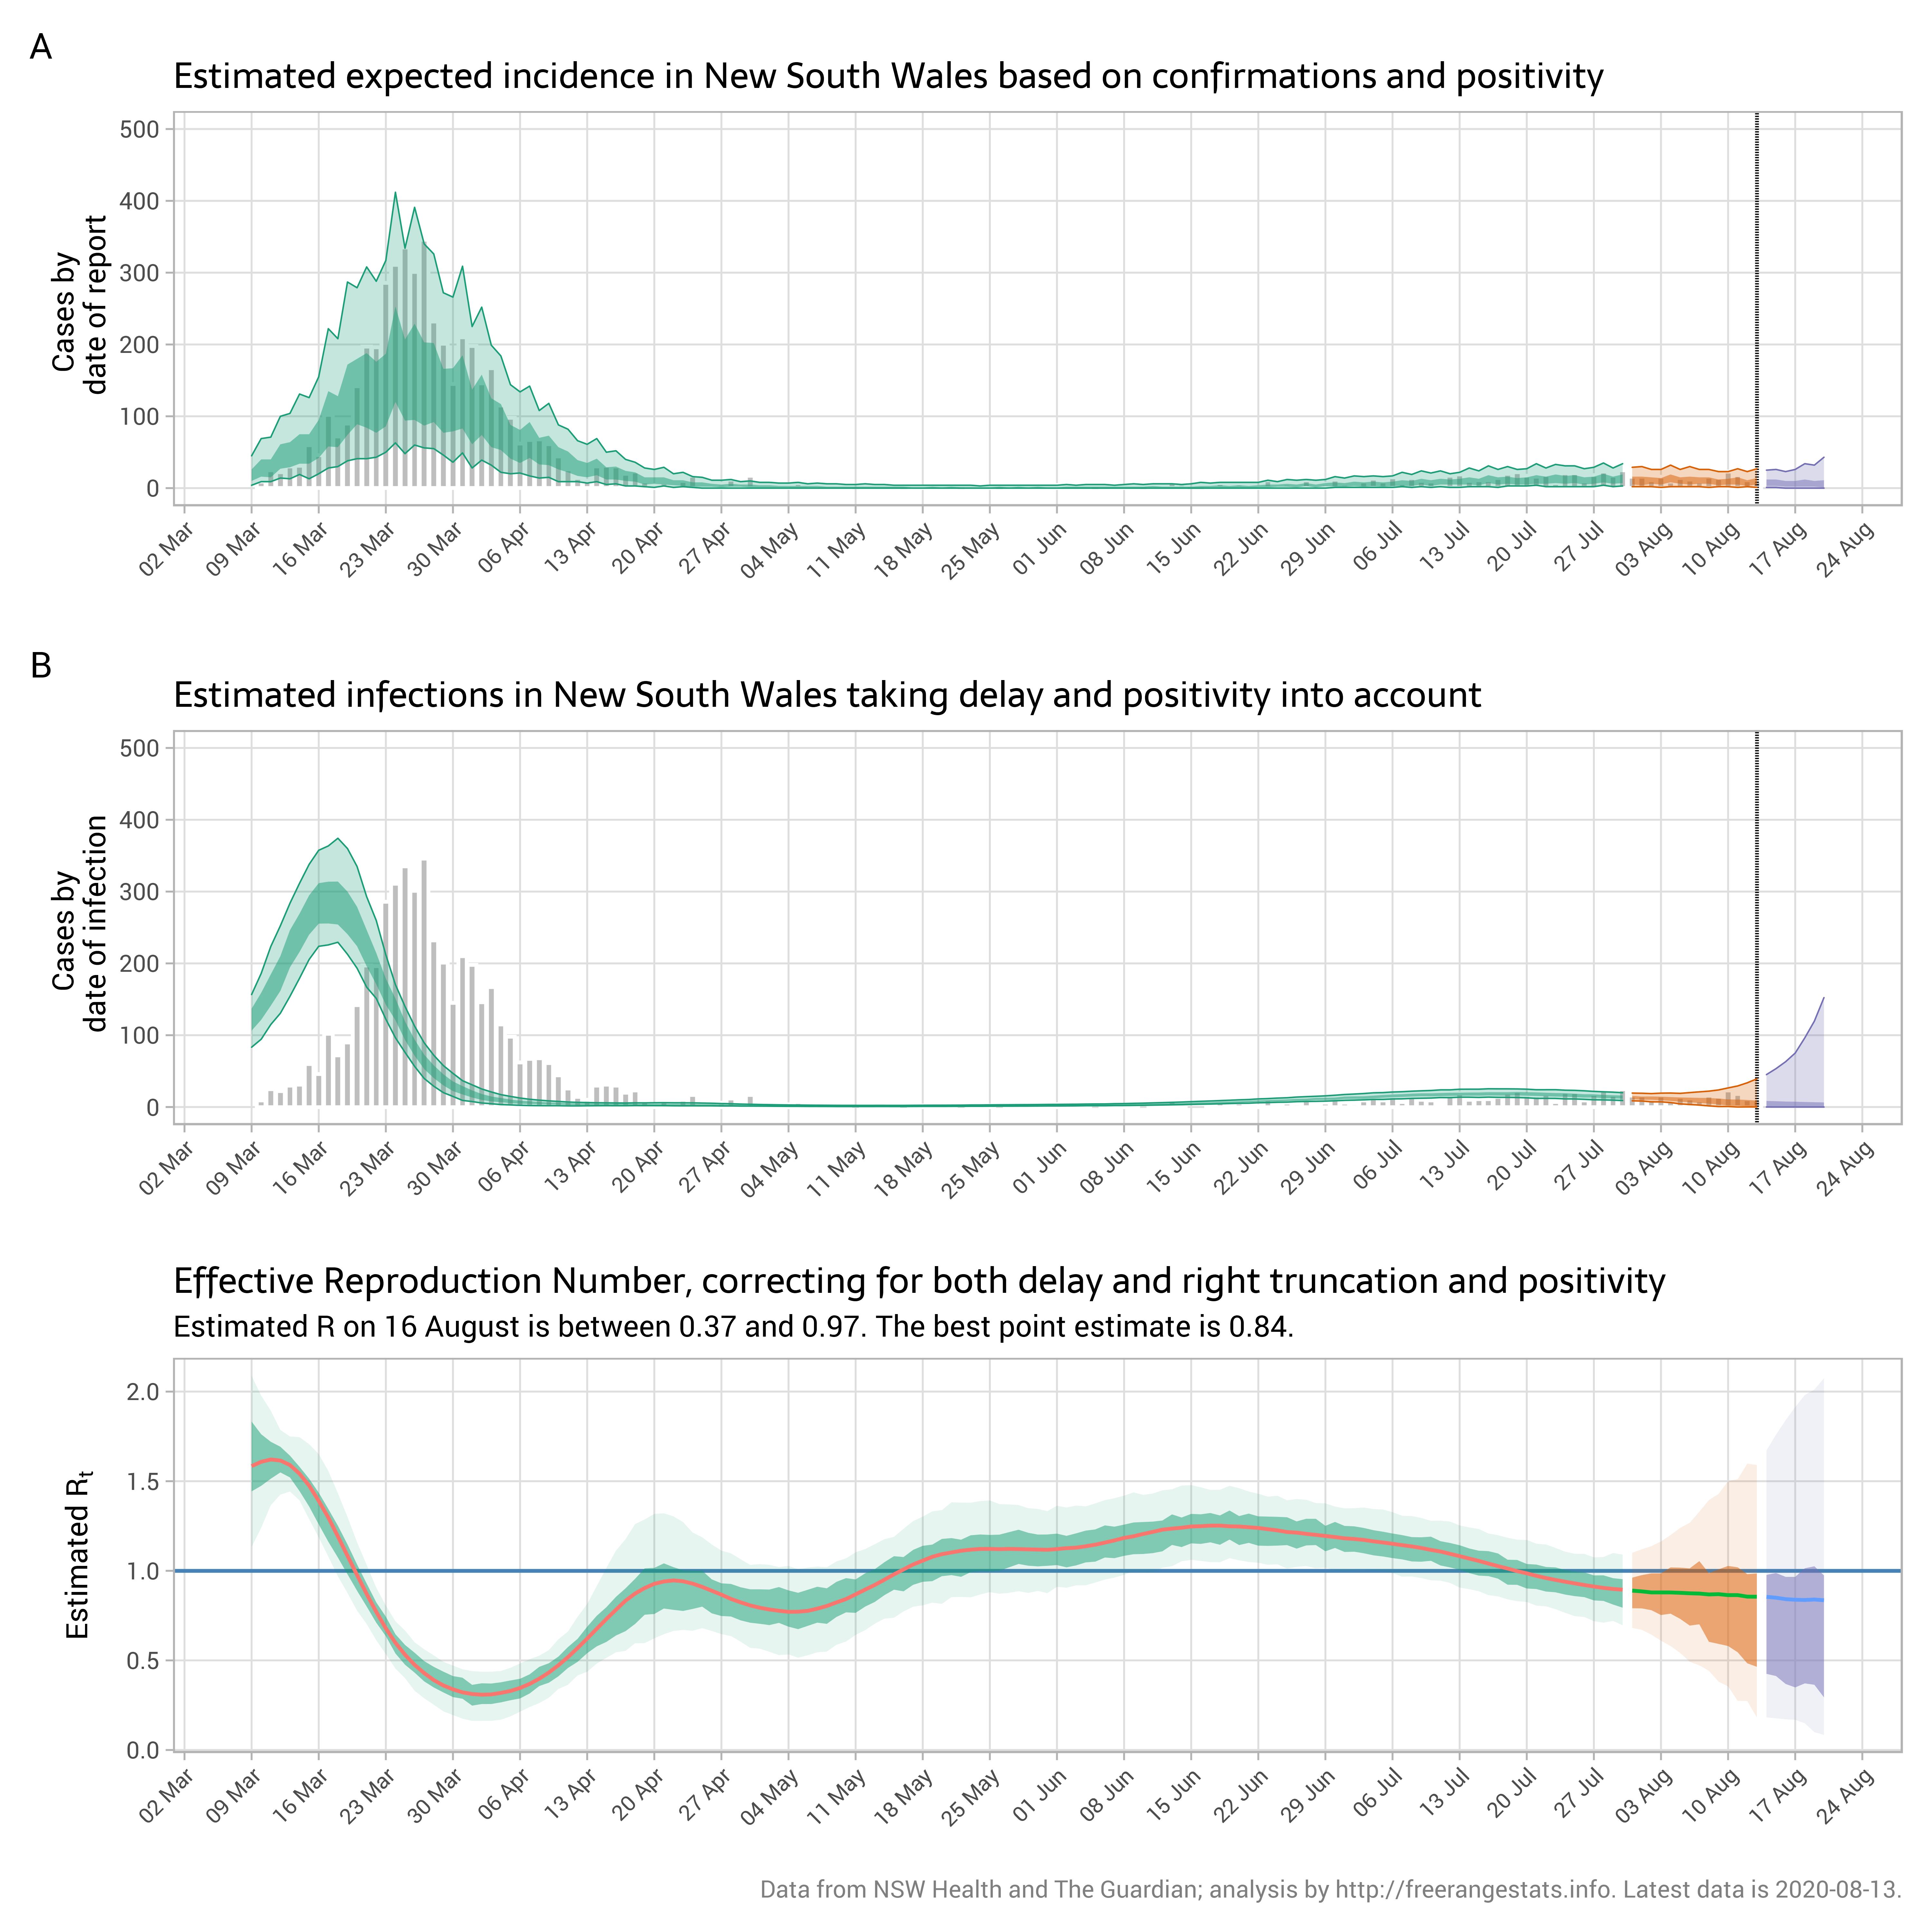 A
Estimated expected incidence in New South Wales based on confirmations and positivity
Cases by
date of report
500
400
300
200
100
0
02 Mar
09 Mar
16 Mar
23 Mar
30 Mar
06 Apr
13 Apr
20 Apr
27 Apr
04 May
11 May
18 May
25 May
01 Jun
08 Jun
15 Jun
22 Jun
29 Jun
06 Jul
13 Jul
20 Jul
27 Jul
03 Aug
10 Aug
17 Aug
24 Aug
B
Estimated infections in New South Wales taking delay and positivity into account
Cases by
date of infection
500
400
300
200
100
0
02 Mar
09 Mar
16 Mar
23 Mar
30 Mar
06 Apr
13 Apr
20 Apr
27 Apr
04 May
11 May
18 May
25 May
01 Jun
08 Jun
15 Jun
22 Jun
29 Jun
06 Jul
13 Jul
20 Jul
27 Jul
03 Aug
10 Aug
17 Aug
24 Aug
Effective Reproduction Number, correcting for both delay and right truncation and positivity
Estimated R on 16 August is between 0.37 and 0.97. The best point estimate is 0.84.
Estimated Rt
2.0
1.5
1.0
0.5
0.0
02 Mar
09 Mar
16 Mar
23 Mar
30 Mar
06 Apr
13 Apr
20 Apr
27 Apr
04 May
11 May
18 May
25 May
01 Jun
08 Jun
15 Jun
22 Jun
29 Jun
06 Jul
13 Jul
20 Jul
27 Jul
03 Aug
10 Aug
17 Aug
24 Aug
Data from NSW Health and The Guardian; analysis by http://freerangestats.info. Latest data is 2020-08-13.